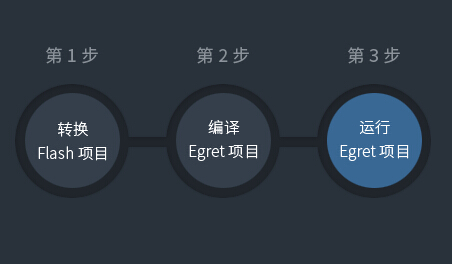 第 1 步
第 2 步
第 3 步
转换
Flash 项目
编译
Egret 项目
运行
Egret 项目